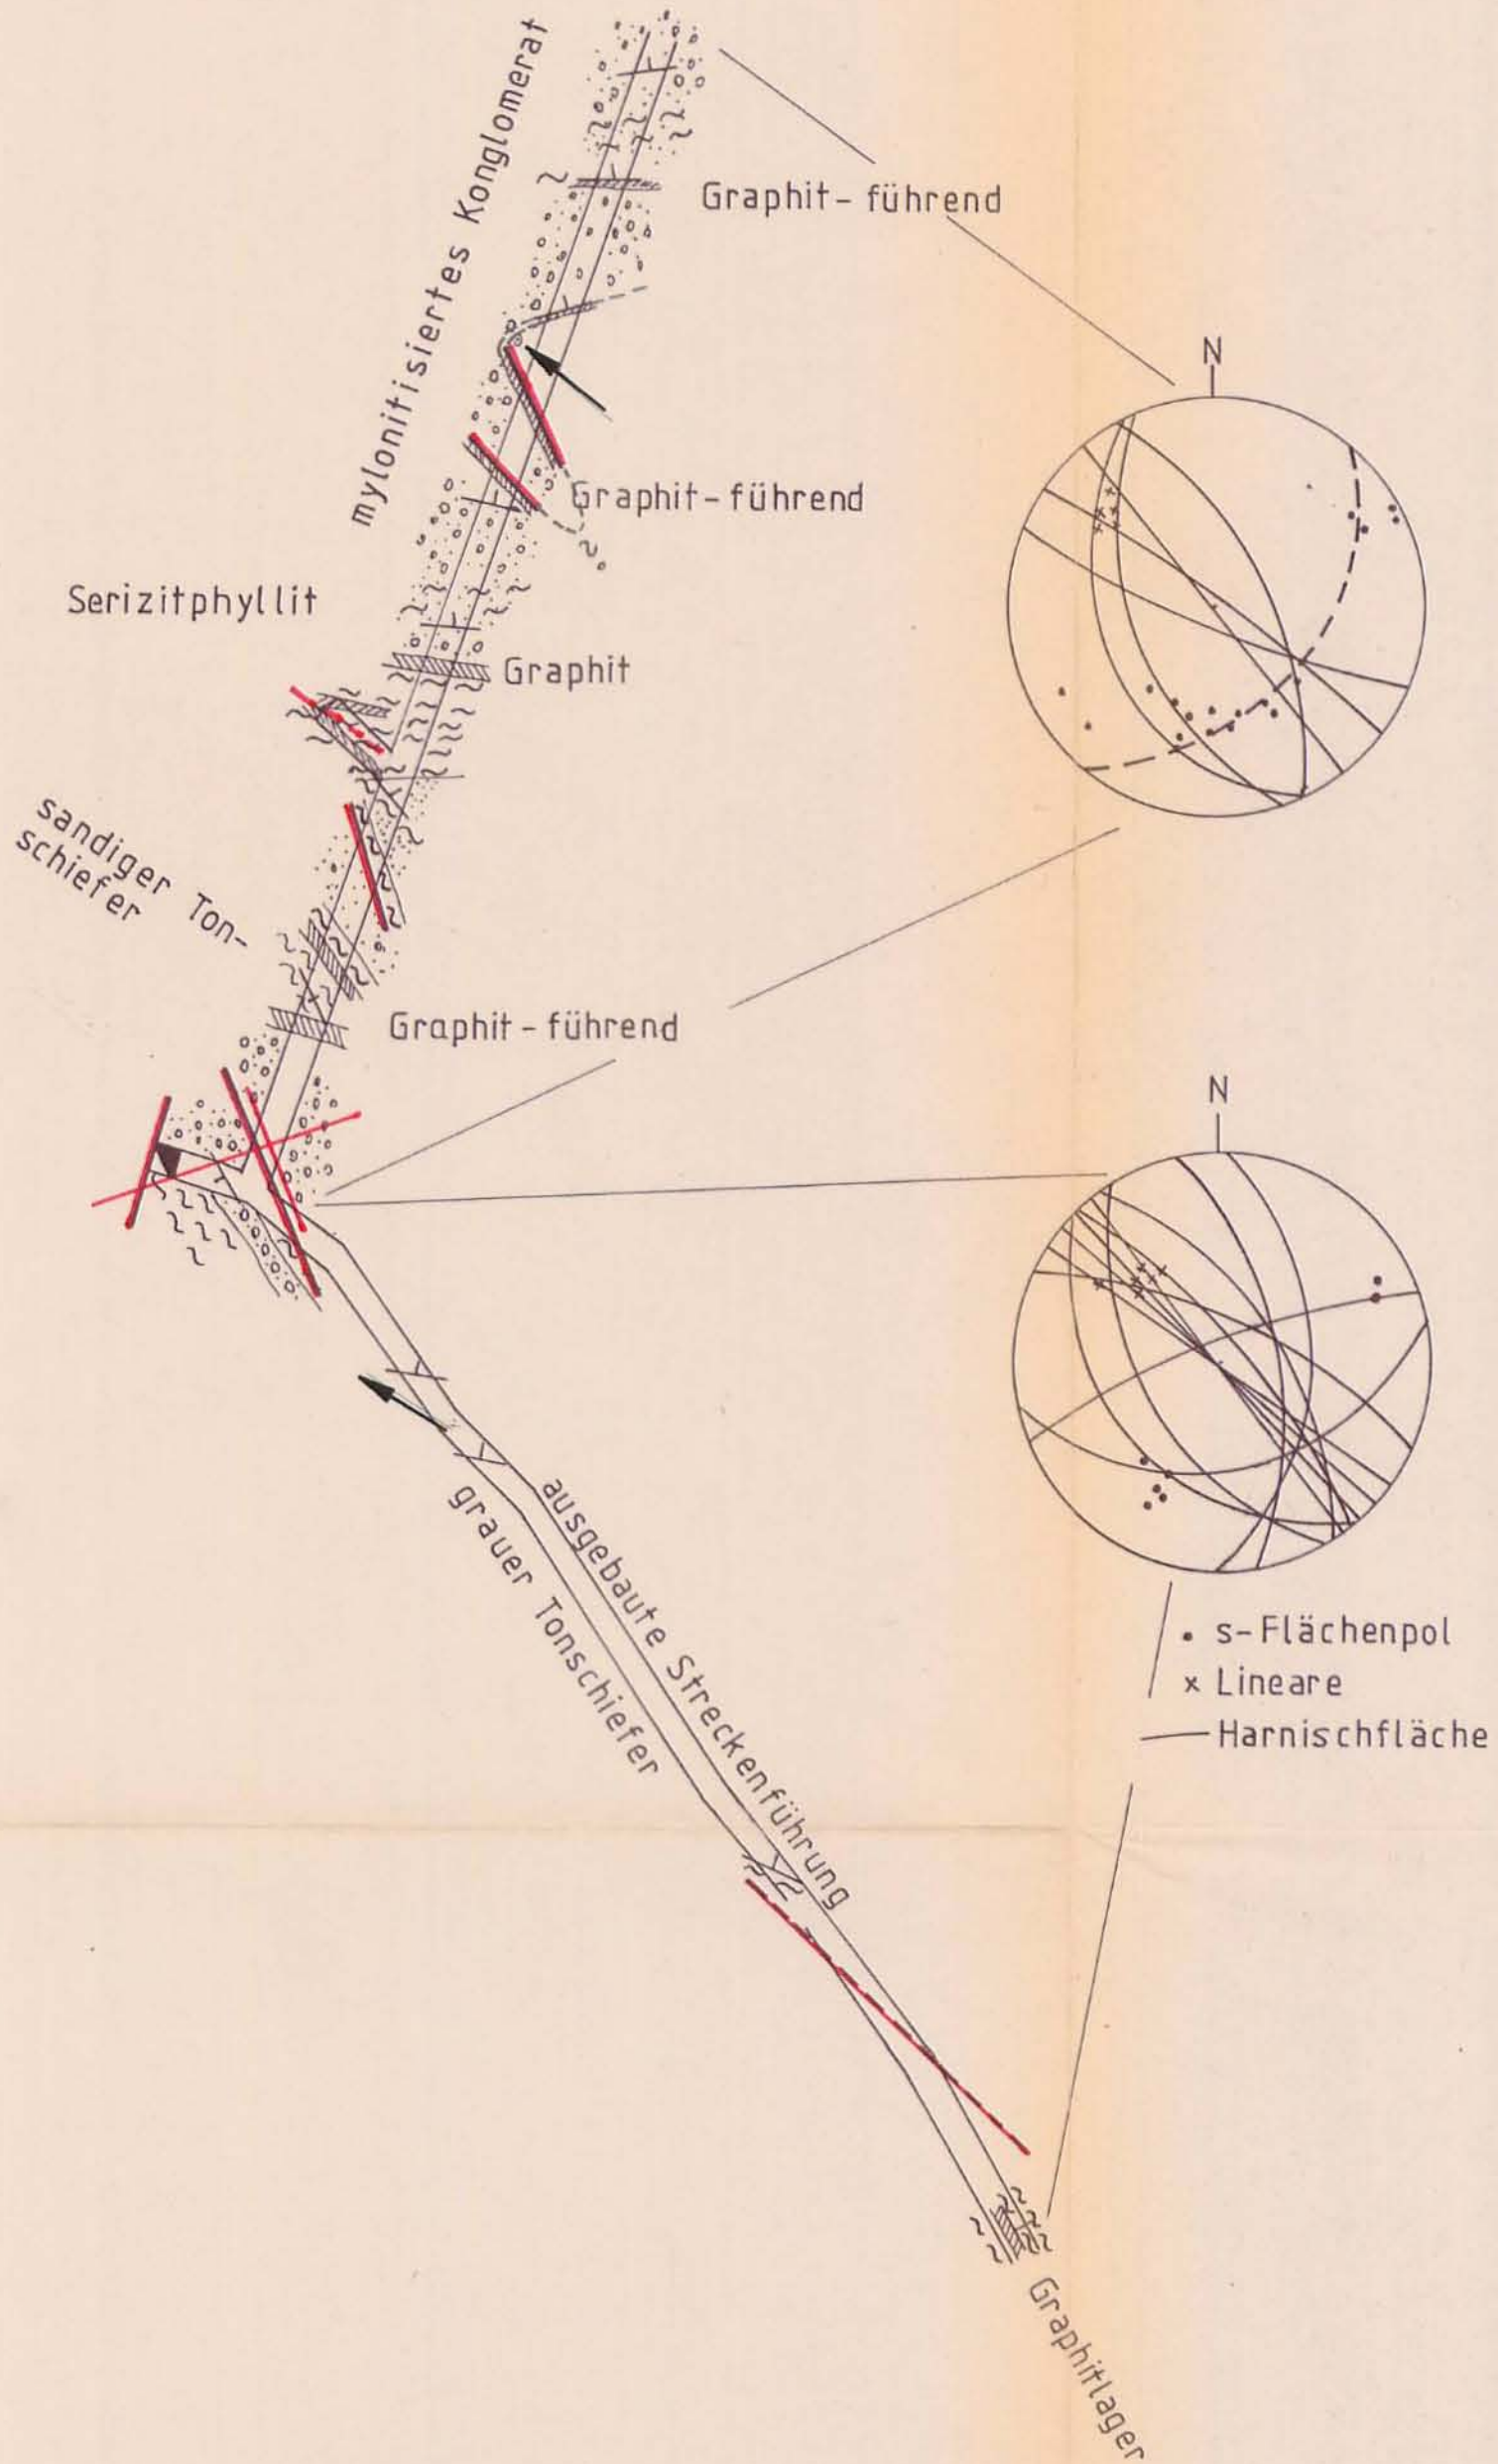 mylonitisiertes Konglomerat
Graphit-führend
N
Graphit-führend
Serizitphyllit
Graphit
sandiger Ton-
schiefer
Graphit-führend
N
ausgebaute Streckenführung
grauer Tonschiefer
• s-Flächenpol
x Lineare
— Harnischfläche
Graphitlager